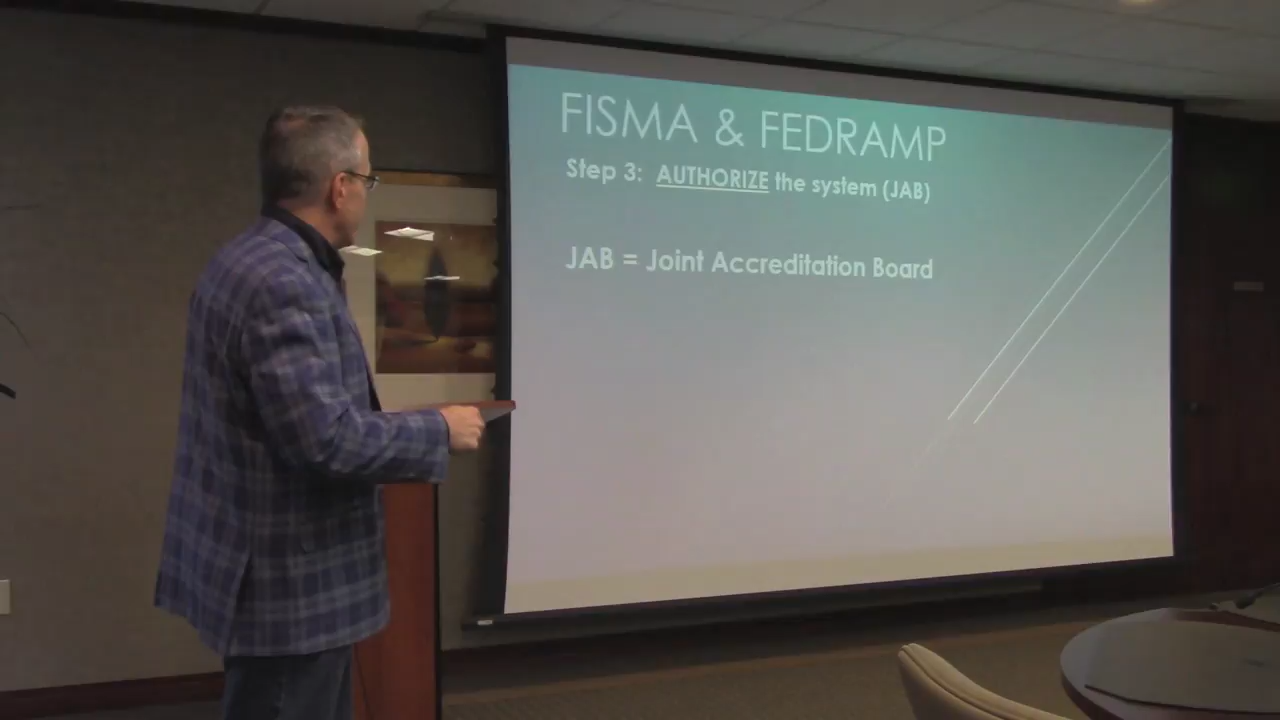 FISMA & FEDRAMP
Step 3: AUTHORIZE the system (JAB)
JAB = Joint Accreditation Board